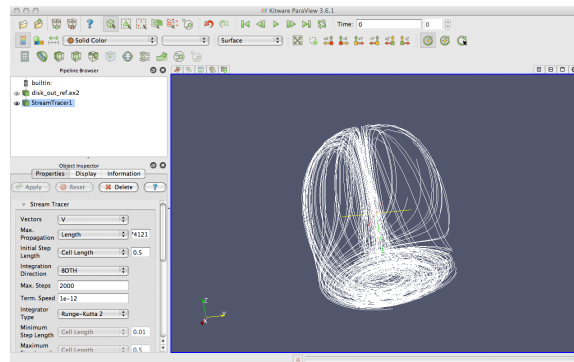 Kitware ParaView 3.6.1
Time: 0
0
Solid Color
Surface
Pipeline Browser
builtin:
disk_out_ref.ex2
StreamTracer1
Object Inspector
Properties Display Information
Apply Reset Delete ?
Stream Tracer
Vectors V
Max. Propagation Length 74121
Initial Step Length Cell Length 0.5
Integration Direction BOTH
Max. Steps 2000
Term. Speed 1e-12
Integrator Type Runge-Kutta 2
Minimum Step Length Cell Length 0.01
Maximum Cell Length 0.5
Z
Y
X